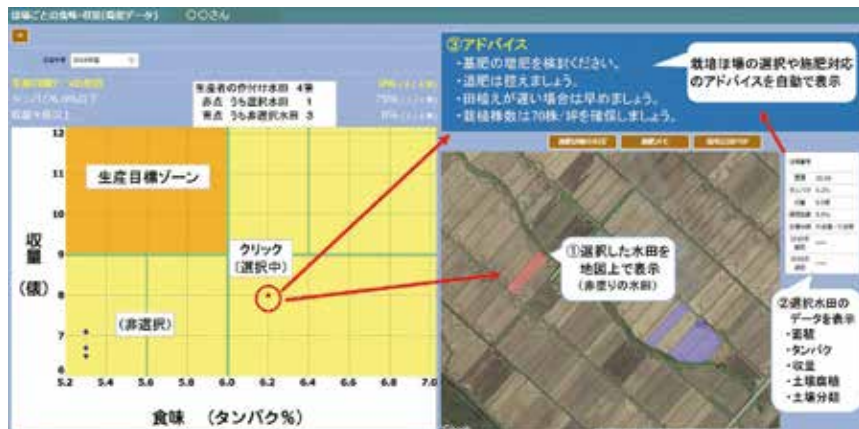 ほ場ごとの食味・収量(履歴データ) 〇〇さん
生産者の作付け水田 4筆
赤点 うち選択水田 1
青点 うち非選択水田 3
12
11
10
9
8
7
6
収量
(俵)
生産目標ゾーン
クリック
(選択中)
(非選択)
5.2 5.4 5.6 5.8 6.0 6.2 6.4 6.6 6.8 7.0
食味 (タンパク%)
③アドバイス
・基肥の増肥を検討ください。
・追肥は控えましょう。
・田植えが遅い場合は早めましょう。
・栽植株数は70株/坪を確保しましょう。
栽培ほ場の選択や施肥対応
のアドバイスを自動で表示
①選択した水田を
地図上で表示
(赤塗りの水田)
②選択水田の
データを表示
・面積
・タンパク
・収量
・土壌腐植
・土壌分類